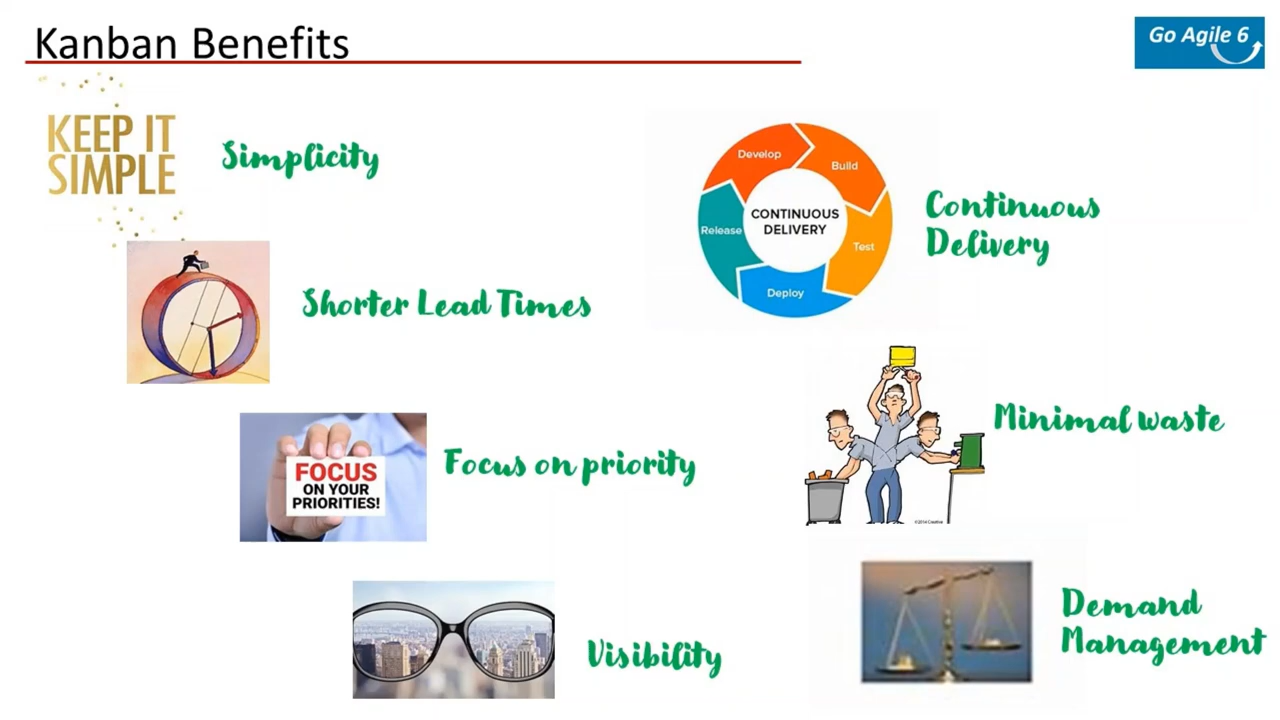 Kanban Benefits
Go Agile 6
KEEP IT
SIMPLE
Simplicity
Shorter Lead Times
FOCUS
ON YOUR
PRIORITIES!
Focus on priority
Visibility
Develop
Build
Test
Deploy
Release
CONTINUOUS
DELIVERY
Continuous
Delivery
Minimal waste
Demand
Management